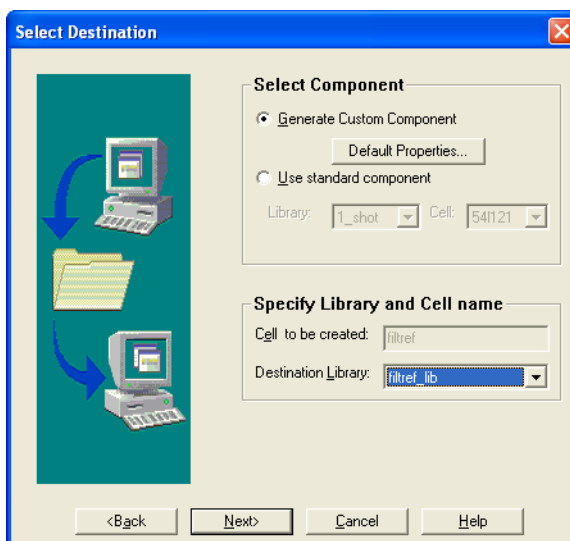 Select Destination
Select Component
Generate Custom Component
Default Properties...
Use standard component
Library: 1_shot Cell: 54l121
Specify Library and Cell name
Cell to be created: filtref
Destination Library: filtref_lib
<Back Next> Cancel Help